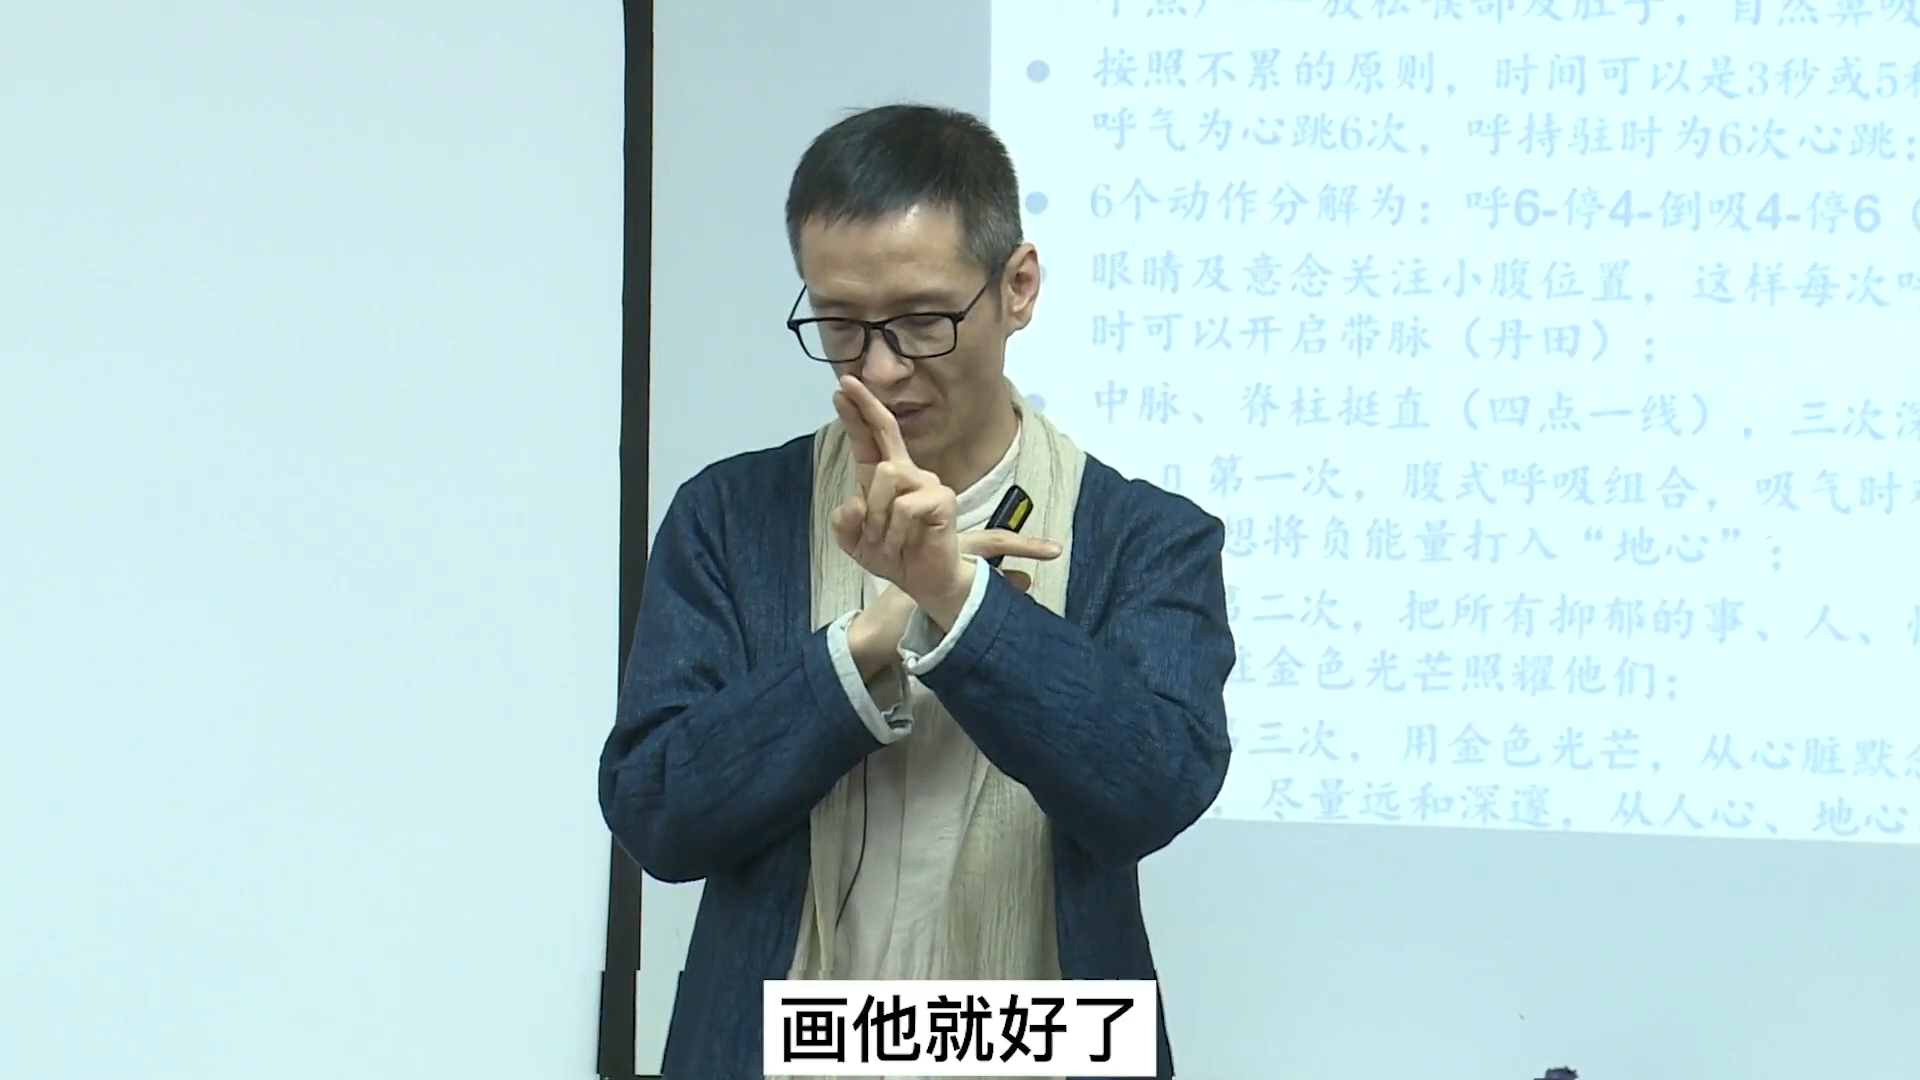 按照不累的原则，时间可以是3秒或5
呼气为心跳6次，呼持驻时为6次心跳；
6个动作分解为：呼6-停4-倒吸4-停6（
眼睛及意念关注小腹位置，这样每次
时可以开启带脉（丹田）；
中脉、脊柱挺直（四点一线），三次深
第一次，腹式呼吸组合，吸气时
想将负能量打入“地心”；
二次，把所有抑郁的事、人、
金色光芒照耀他们；
三次，用金色光芒，从心脏默念
，尽量远和深邃，从人心、地心
画他就好了